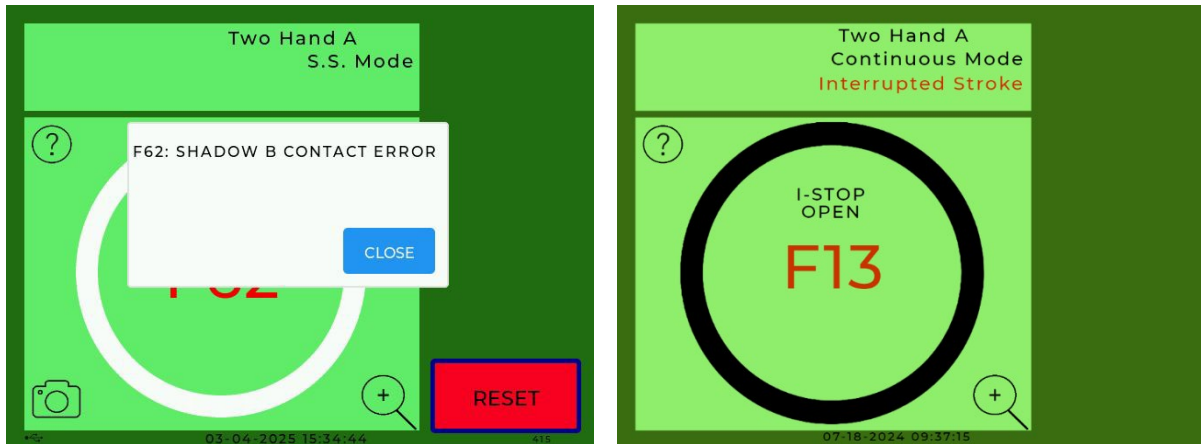 Two Hand A
S.S. Mode
?
F62: SHADOW B CONTACT ERROR
CLOSE
F62
+
RESET
03-04-2025 15:34:44
415
Two Hand A
Continuous Mode
Interrupted Stroke
?
I-STOP
OPEN
F13
+
07-18-2024 09:37:15